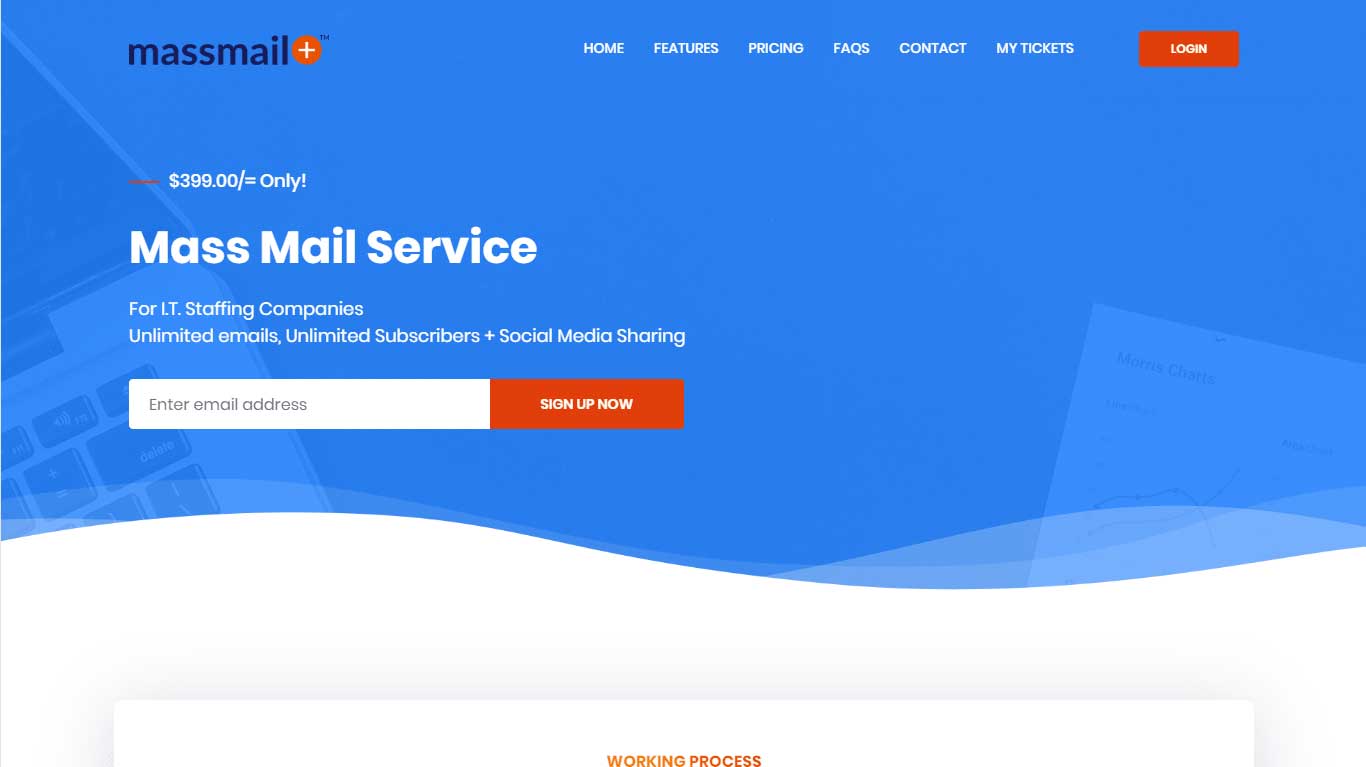 massmail+™
HOME FEATURES PRICING FAQS CONTACT MY TICKETS LOGIN
$399.00/= Only!
Mass Mail Service
For I.T. Staffing Companies
Unlimited emails, Unlimited Subscribers + Social Media Sharing
Enter email address SIGN UP NOW
delete
Morris Charts
WORKING PROCESS